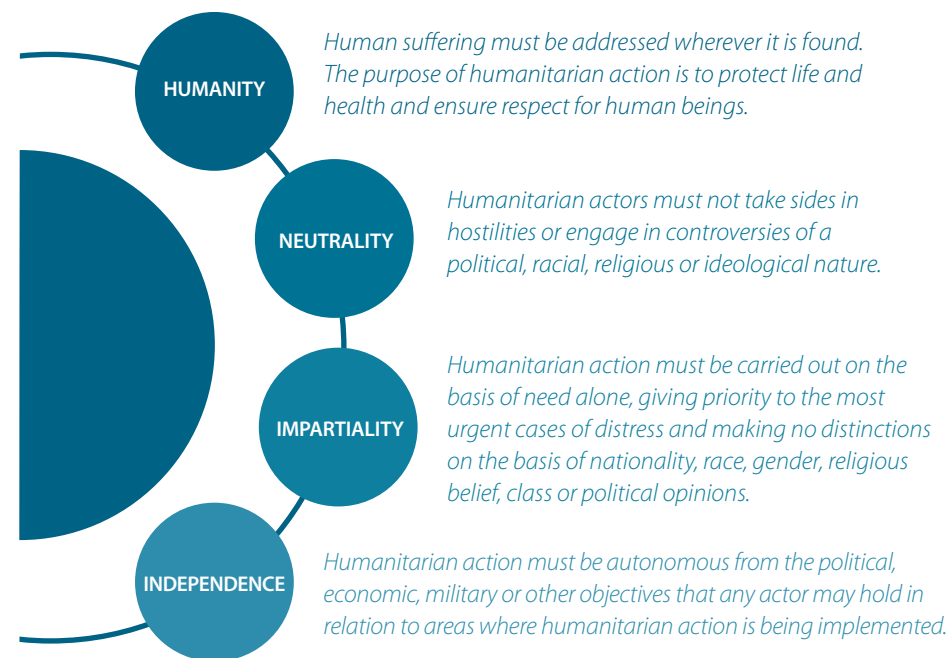 HUMANITY
Human suffering must be addressed wherever it is found.
The purpose of humanitarian action is to protect life and
health and ensure respect for human beings.
NEUTRALITY
Humanitarian actors must not take sides in
hostilities or engage in controversies of a
political, racial, religious or ideological nature.
IMPARTIALITY
Humanitarian action must be carried out on the
basis of need alone, giving priority to the most
urgent cases of distress and making no distinctions
on the basis of nationality, race, gender, religious
belief, class or political opinions.
INDEPENDENCE
Humanitarian action must be autonomous from the political,
economic, military or other objectives that any actor may hold in
relation to areas where humanitarian action is being implemented.